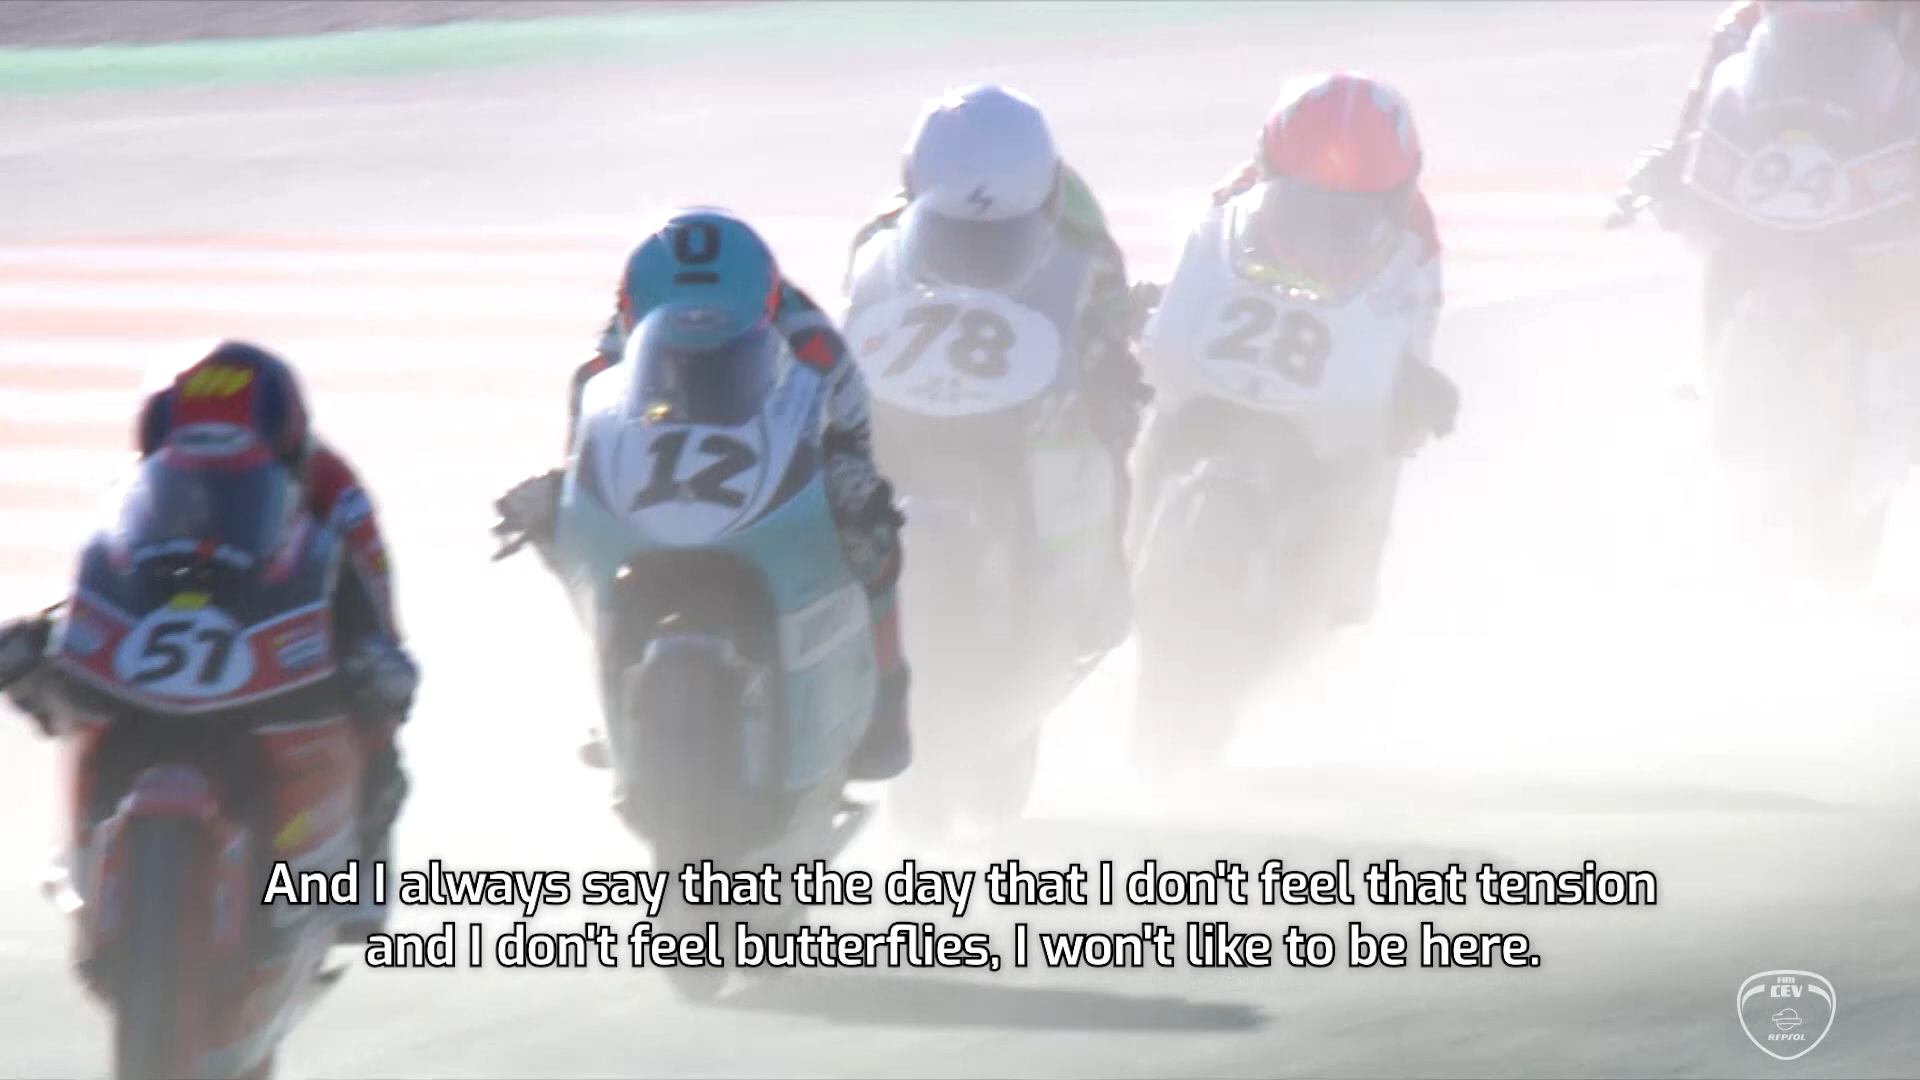 94
28
78
12
51
And I always say that the day that I don't feel that tension
and I don't feel butterflies, I won't like to be here.
FIM
CEV
REPSOL